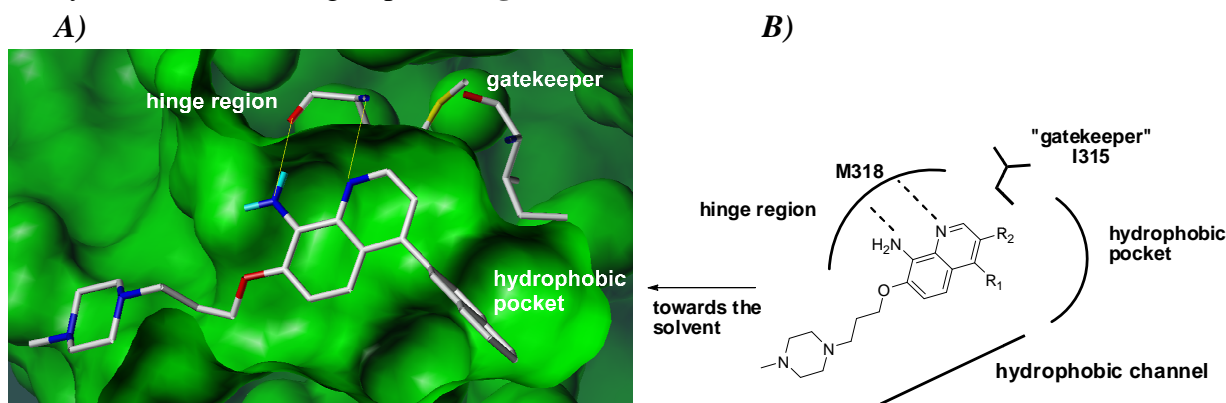 A)
B)
hinge region
gatekeeper
hydrophobic
pocket
"gatekeeper"
I315
M318
hinge region
H2N
N
R2
R1
O
N
N
hydrophobic
pocket
towards the
solvent
hydrophobic channel